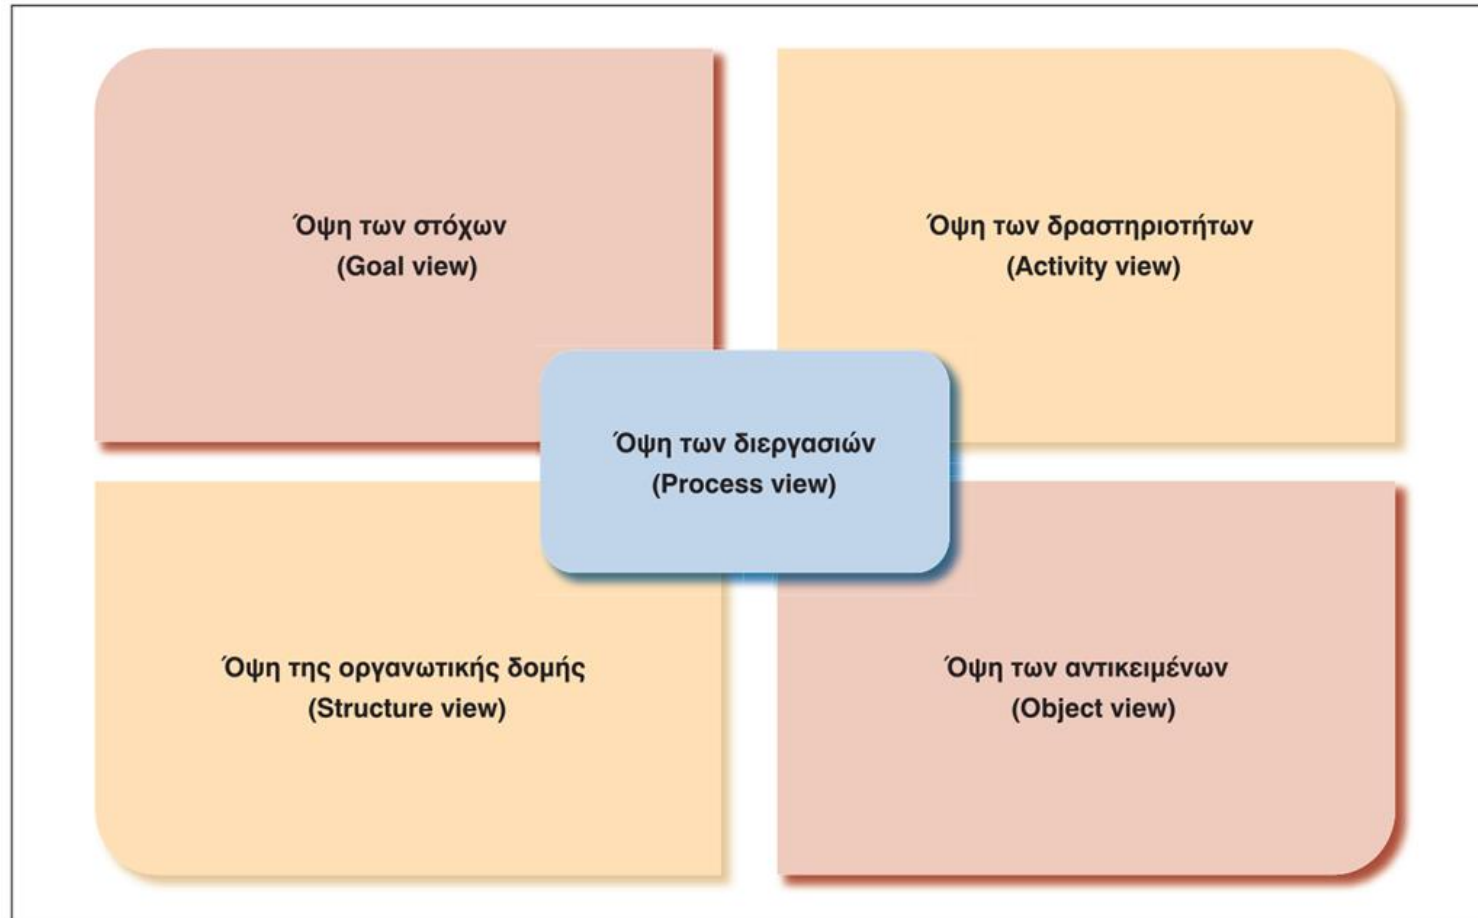 Όψη των στόχων
(Goal view)
Όψη των δραστηριοτήτων
(Activity view)
Όψη των διεργασιών
(Process view)
Όψη της οργανωτικής δομής
(Structure view)
Όψη των αντικειμένων
(Object view)